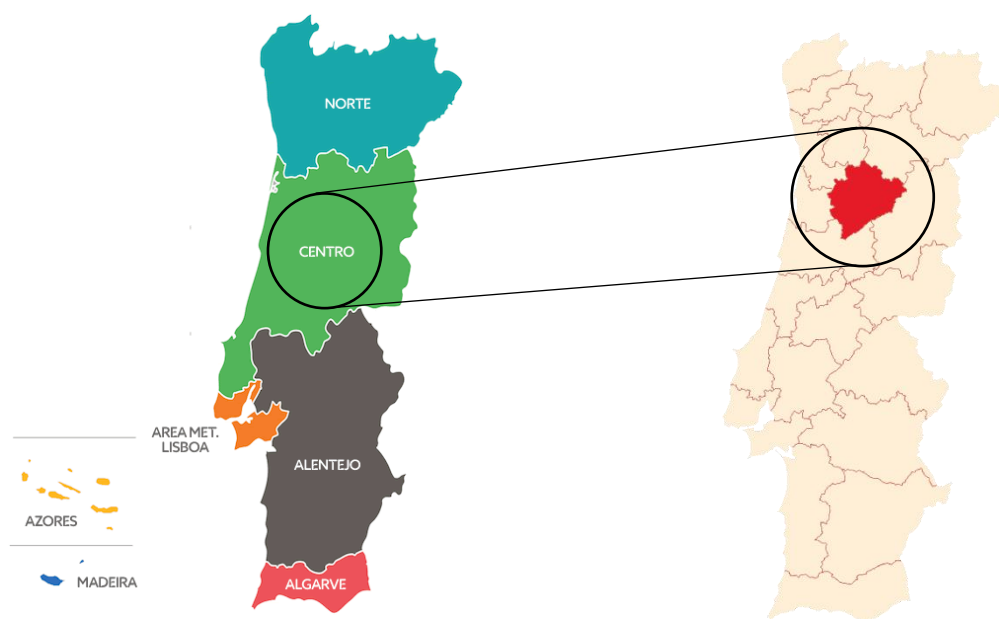 NORTE
CENTRO
AREA MET.
LISBOA
ALENTEJO
AZORES
MADEIRA
ALGARVE